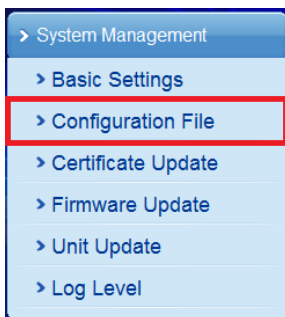 System Management
Basic Settings
Configuration File
Certificate Update
Firmware Update
Unit Update
Log Level